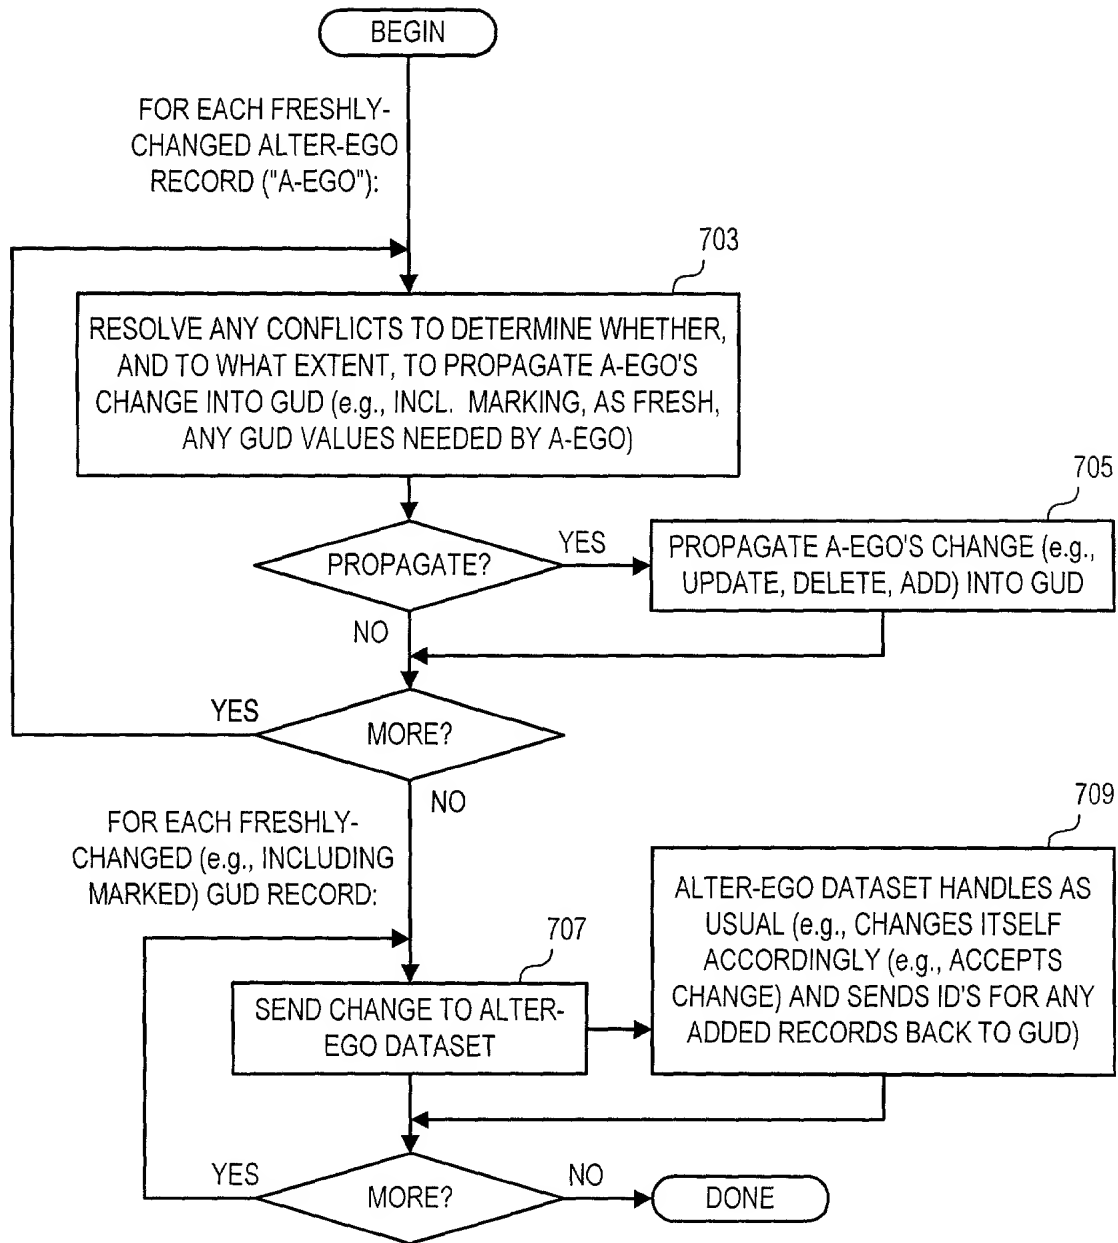 BEGIN
FOR EACH FRESHLY-
CHANGED ALTER-EGO
RECORD ("A-EGO"):
703
RESOLVE ANY CONFLICTS TO DETERMINE WHETHER,
AND TO WHAT EXTENT, TO PROPAGATE A-EGO'S
CHANGE INTO GUD (e.g., INCL. MARKING, AS FRESH,
ANY GUD VALUES NEEDED BY A-EGO)
705
PROPAGATE?
YES
PROPAGATE A-EGO'S CHANGE (e.g.,
UPDATE, DELETE, ADD) INTO GUD
NO
YES
MORE?
NO
FOR EACH FRESHLY-
CHANGED (e.g., INCLUDING
MARKED) GUD RECORD:
707
SEND CHANGE TO ALTER-
EGO DATASET
709
ALTER-EGO DATASET HANDLES AS
USUAL (e.g., CHANGES ITSELF
ACCORDINGLY (e.g., ACCEPTS
CHANGE) AND SENDS ID'S FOR ANY
ADDED RECORDS BACK TO GUD)
YES
MORE?
NO
DONE